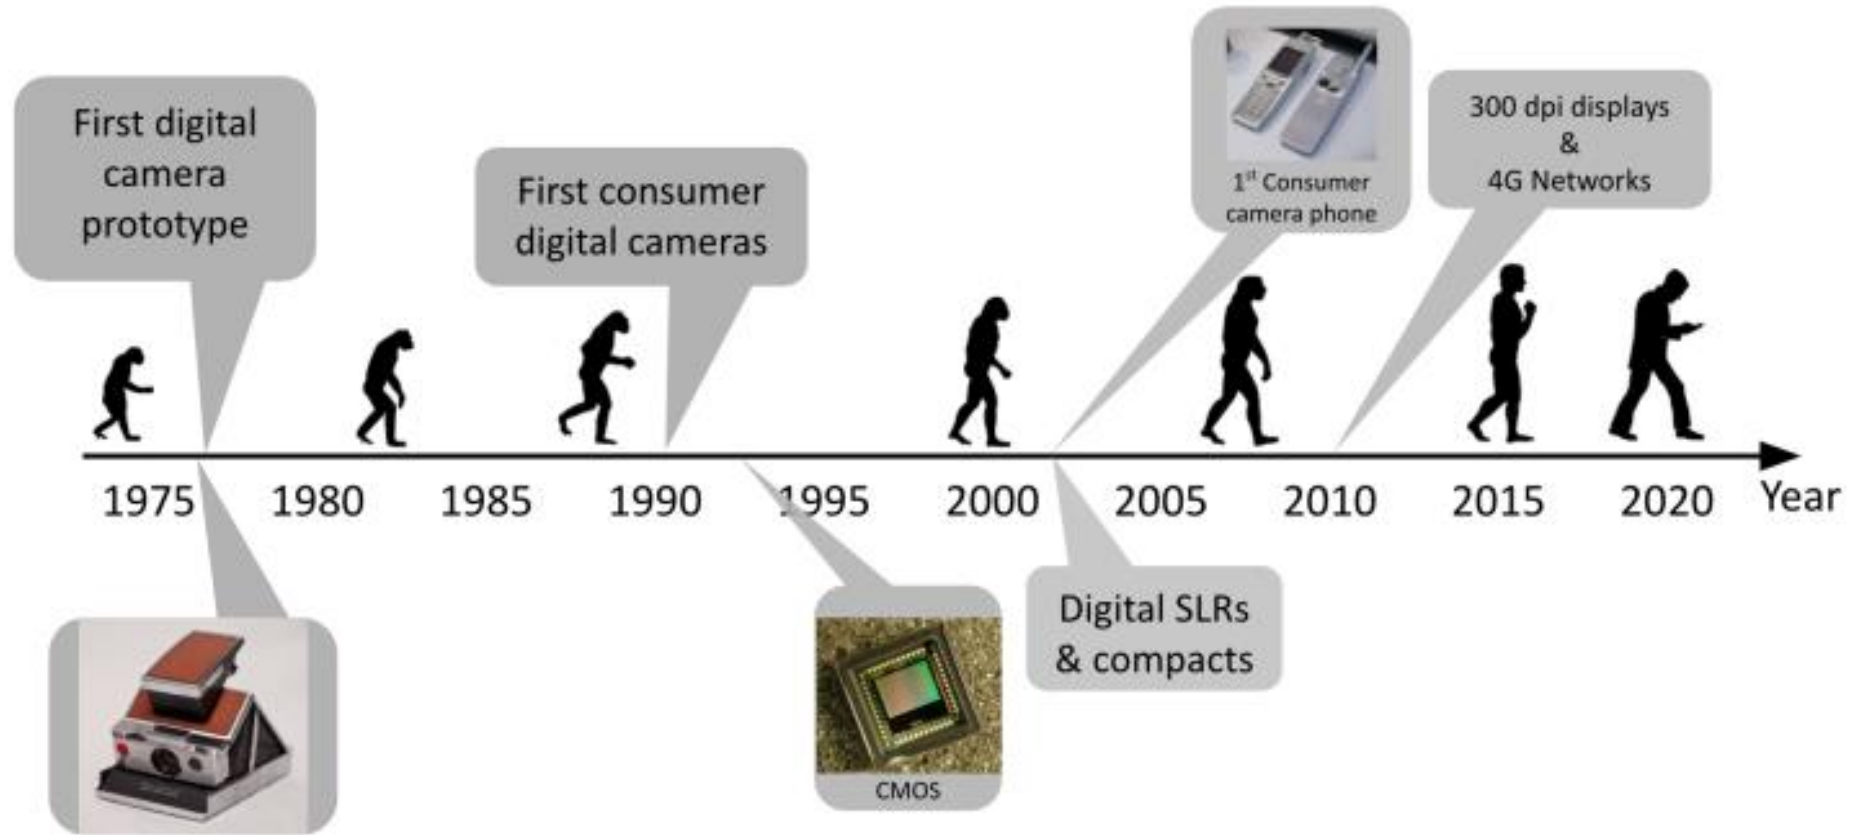 First digital
camera
prototype
First consumer
digital cameras
1st Consumer
camera phone
300 dpi displays
&
4G Networks
1975 1980 1985 1990 1995 2000 2005 2010 2015 2020 Year
CMOS
Digital SLRs
& compacts